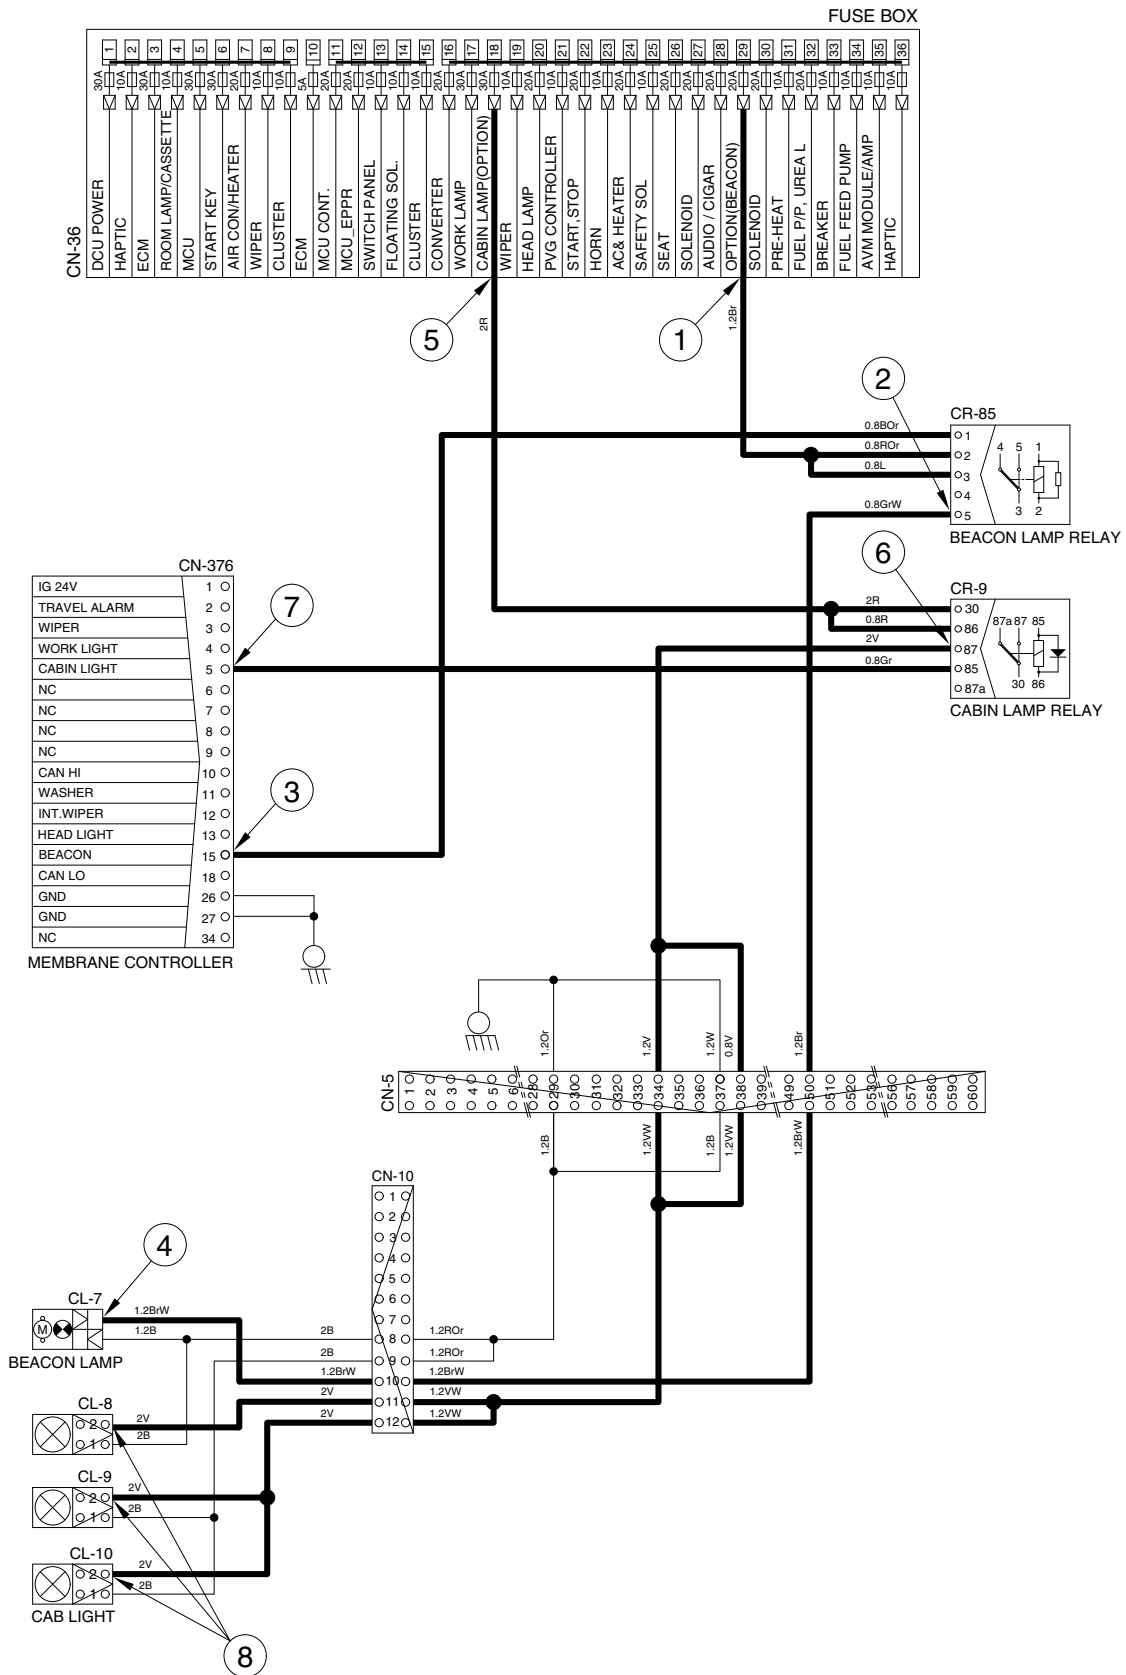 FUSE BOX
CN-36
1 2 3 4 5 6 7 8 9 10 11 12 13 14 15 16 17 18 19 20 21 22 23 24 25 26 27 28 29 30 31 32 33 34 35 36
30A 10A 30A 10A 30A 30A 20A 10A 10A 5A 20A 20A 10A 10A 10A 20A 30A 30A 10A 20A 10A 20A 10A 20A 10A 20A 20A 20A 20A 20A 10A 20A 10A 20A 10A 10A
DCU POWER
HAPTIC
ECM
ROOM LAMP/CASSETTE
MCU
START KEY
AIR CON/HEATER
WIPER
CLUSTER
ECM
MCU CONT.
MCU_EPPR
SWITCH PANEL
FLOATING SOL.
CLUSTER
CONVERTER
WORK LAMP
CABIN LAMP(OPTION)
WIPER
HEAD LAMP
PVG CONTROLLER
START,STOP
HORN
AC& HEATER
SAFETY SOL
SEAT
SOLENOID
AUDIO / CIGAR
OPTION(BEACON)
SOLENOID
PRE-HEAT
FUEL P/P, UREA L
BREAKER
FUEL FEED PUMP
AVM MODULE/AMP
HAPTIC
5
2R
1
1.2Br
2
CR-85
0.8BOr
1
0.8ROr
2
0.8L
3
4
0.8GrW
5
4 5 1
3 2
BEACON LAMP RELAY
6
CR-9
2R
30
0.8R
86
2V
87
0.8Gr
85
87a
87a 87 85
30 86
CABIN LAMP RELAY
CN-376
IG 24V 1
TRAVEL ALARM 2
WIPER 3
WORK LIGHT 4
CABIN LIGHT 5
NC 6
NC 7
NC 8
NC 9
CAN HI 10
WASHER 11
INT.WIPER 12
HEAD LIGHT 13
BEACON 15
CAN LO 18
GND 26
GND 27
NC 34
MEMBRANE CONTROLLER
7
3
1.2Or 1.2V 1.2W 0.8V 1.2Br
CN-5
1 2 3 4 5 6 28 29 30 31 32 33 34 35 36 37 38 39 49 50 51 52 53 56 57 58 59 60
1.2B 1.2VW 1.2B 1.2VW 1.2BrW
CN-10
1
2
3
4
5
6
7
2B 8 1.2ROr
2B 9 1.2ROr
1.2BrW 10 1.2BrW
2V 11 1.2VW
2V 12 1.2VW
4
CL-7
1.2BrW
1.2B
M
BEACON LAMP
CL-8
2 2V
1 2B
CL-9
2 2V
1 2B
CL-10
2 2V
1 2B
CAB LIGHT
8